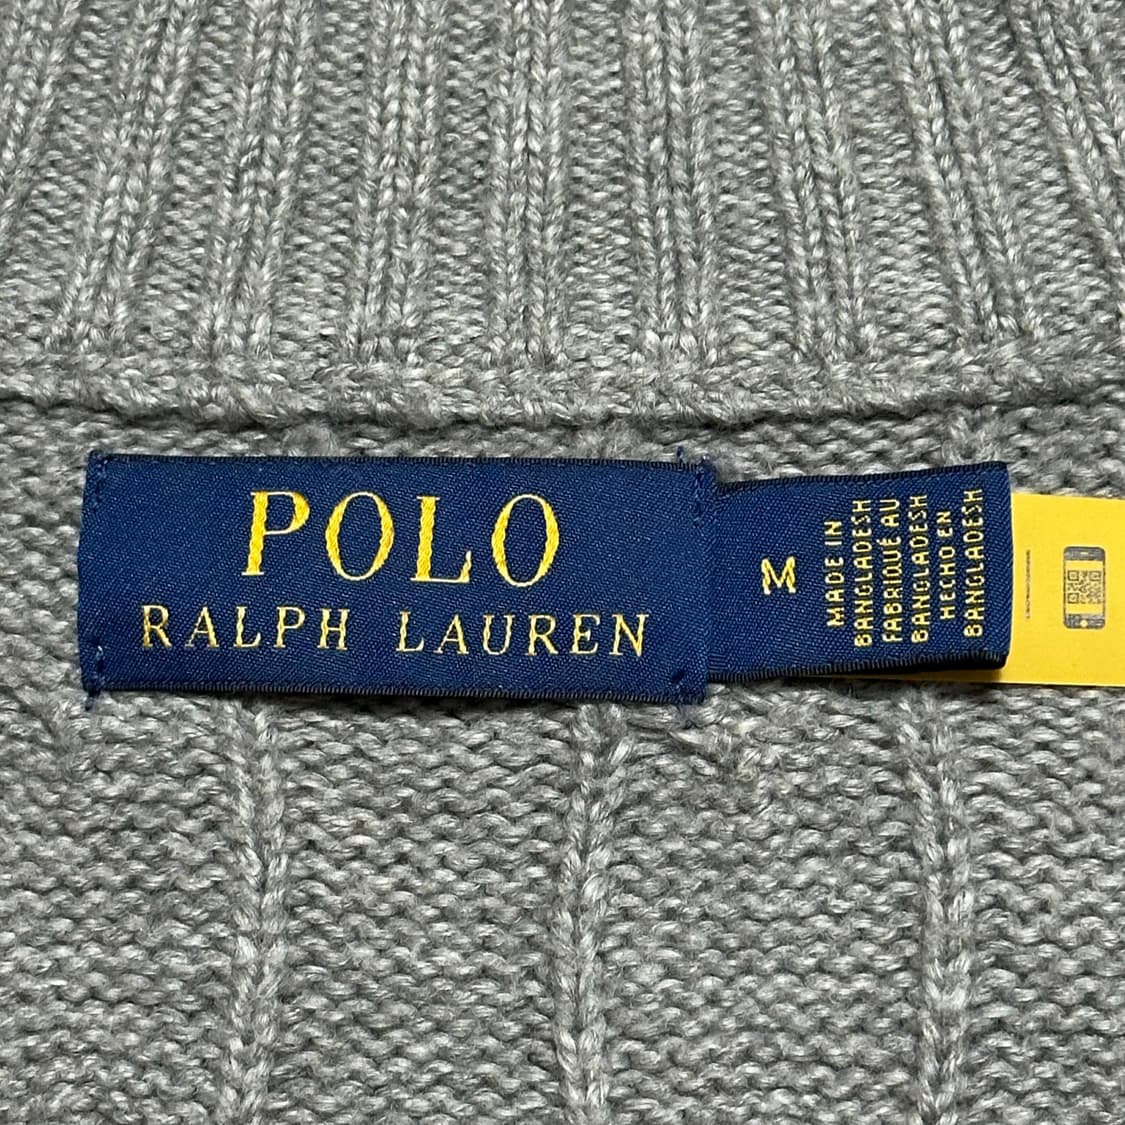 POLO
RALPH LAUREN
M
MADE IN
BANGLADESH
FABRIQUÉ AU
BANGLADESH
HECHO EN
BANGLADESH